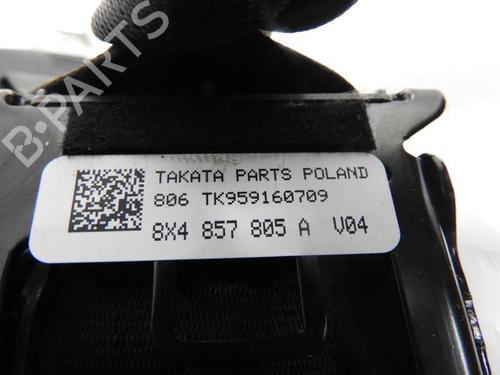 B-PARTS
TAKATA PARTS POLAND
806 TK959160709
8X4 857 805 A V04